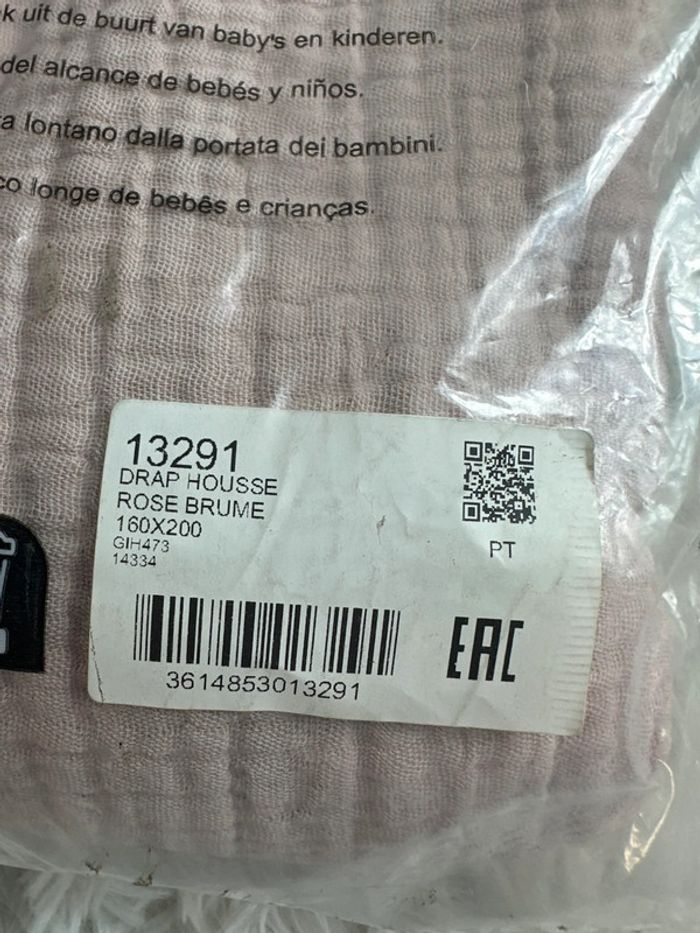 uit de buurt van baby's en kinderen.
del alcance de bebés y niños.
lontano dalla portata dei bambini.
longe de bebês e crianças.
13291
DRAP HOUSSE
ROSE BRUME
160X200
GIH473
14334
PT
3614853013291
EAC